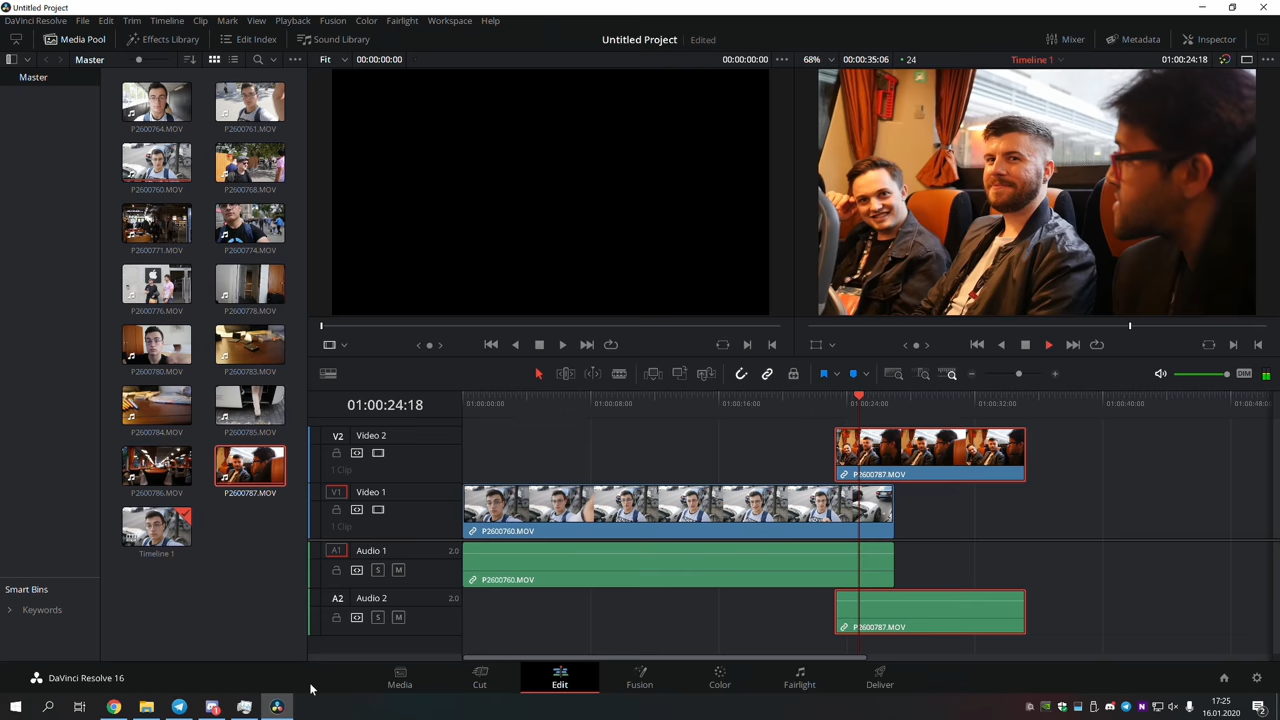 Untitled Project
DaVinci Resolve File Edit Trim Timeline Clip Mark View Playback Fusion Color Fairlight Workspace Help
Media Pool Effects Library Edit Index Sound Library Untitled Project Edited Mixer Metadata Inspector
Master Fit 00:00:00:00 00:00:00:00 68% 00:00:35:06 24 Timeline 1 01:00:24:18
Master
P2600764.MOV P2600761.MOV
P2600760.MOV P2600768.MOV
P2600771.MOV P2600774.MOV
P2600776.MOV P2600778.MOV
P2600780.MOV P2600783.MOV
P2600784.MOV P2600785.MOV
P2600786.MOV P2600787.MOV
Timeline 1
Smart Bins
Keywords
DIM
01:00:24:18
01:00:00:00 01:00:08:00 01:00:16:00 01:00:24:00 01:00:32:00 01:00:40:00 01:00:48:0
V2 Video 2
1 Clip
P2600787.MOV
V1 Video 1
1 Clip
P2600760.MOV
A1 Audio 1 2.0
S M
P2600760.MOV
A2 Audio 2 2.0
S M
P2600787.MOV
DaVinci Resolve 16
Media Cut Edit Fusion Color Fairlight Deliver
17:25
16.01.2020
2